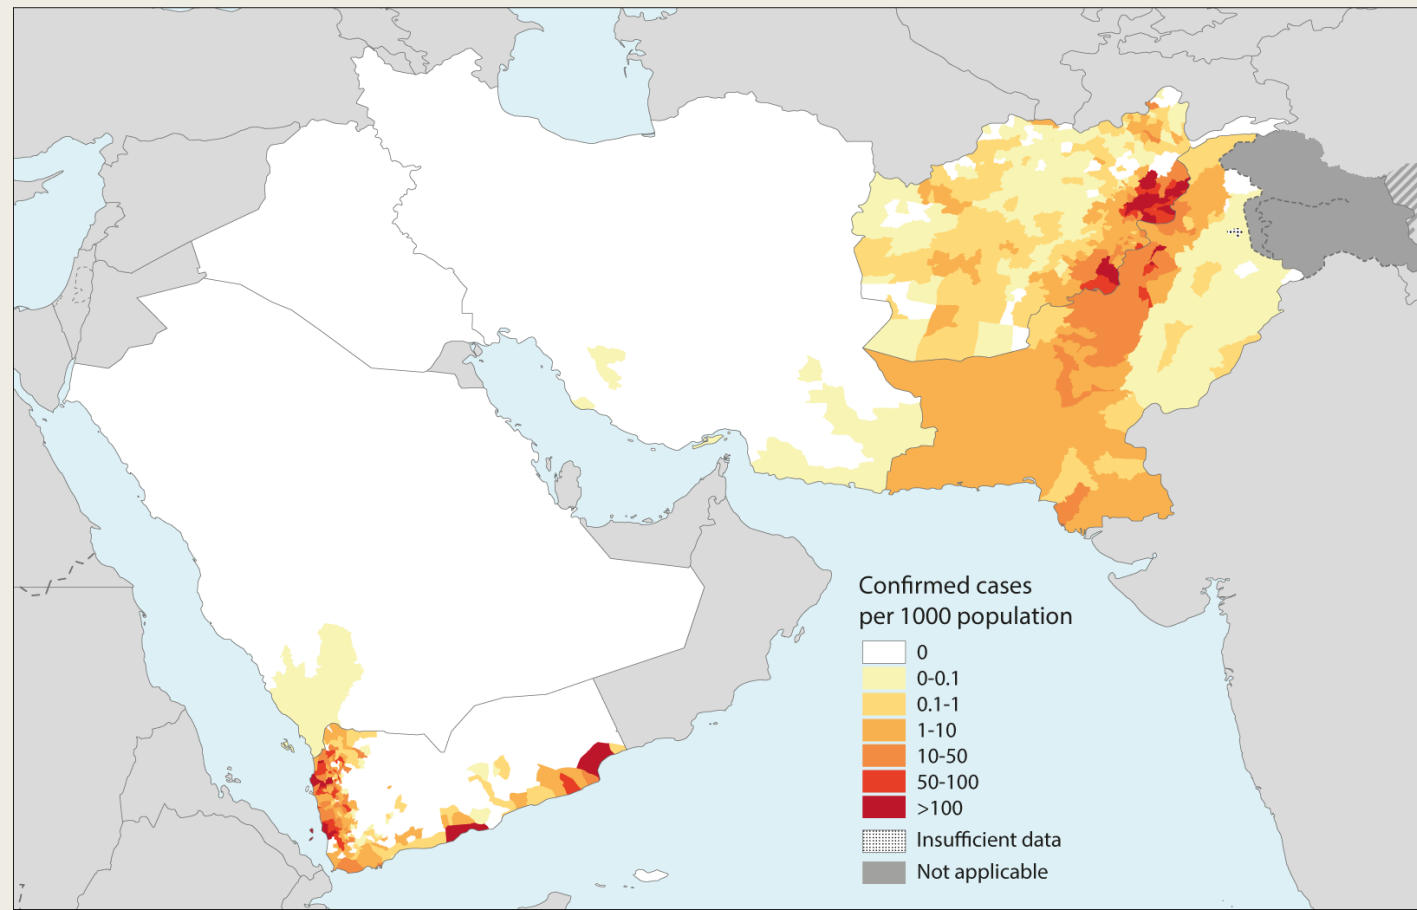 Confirmed cases
per 1000 population
0
0-0.1
0.1-1
1-10
10-50
50-100
>100
Insufficient data
Not applicable